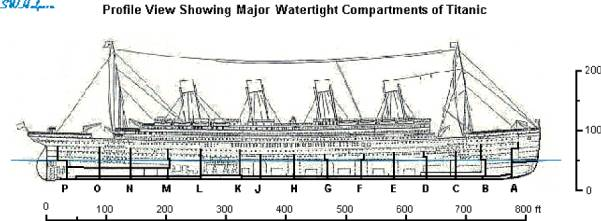 S.W. Halpern
Profile View Showing Major Watertight Compartments of Titanic
200
100
0
P O N M L K J H G F E D C B A
0 100 200 300 400 500 600 700 800 ft